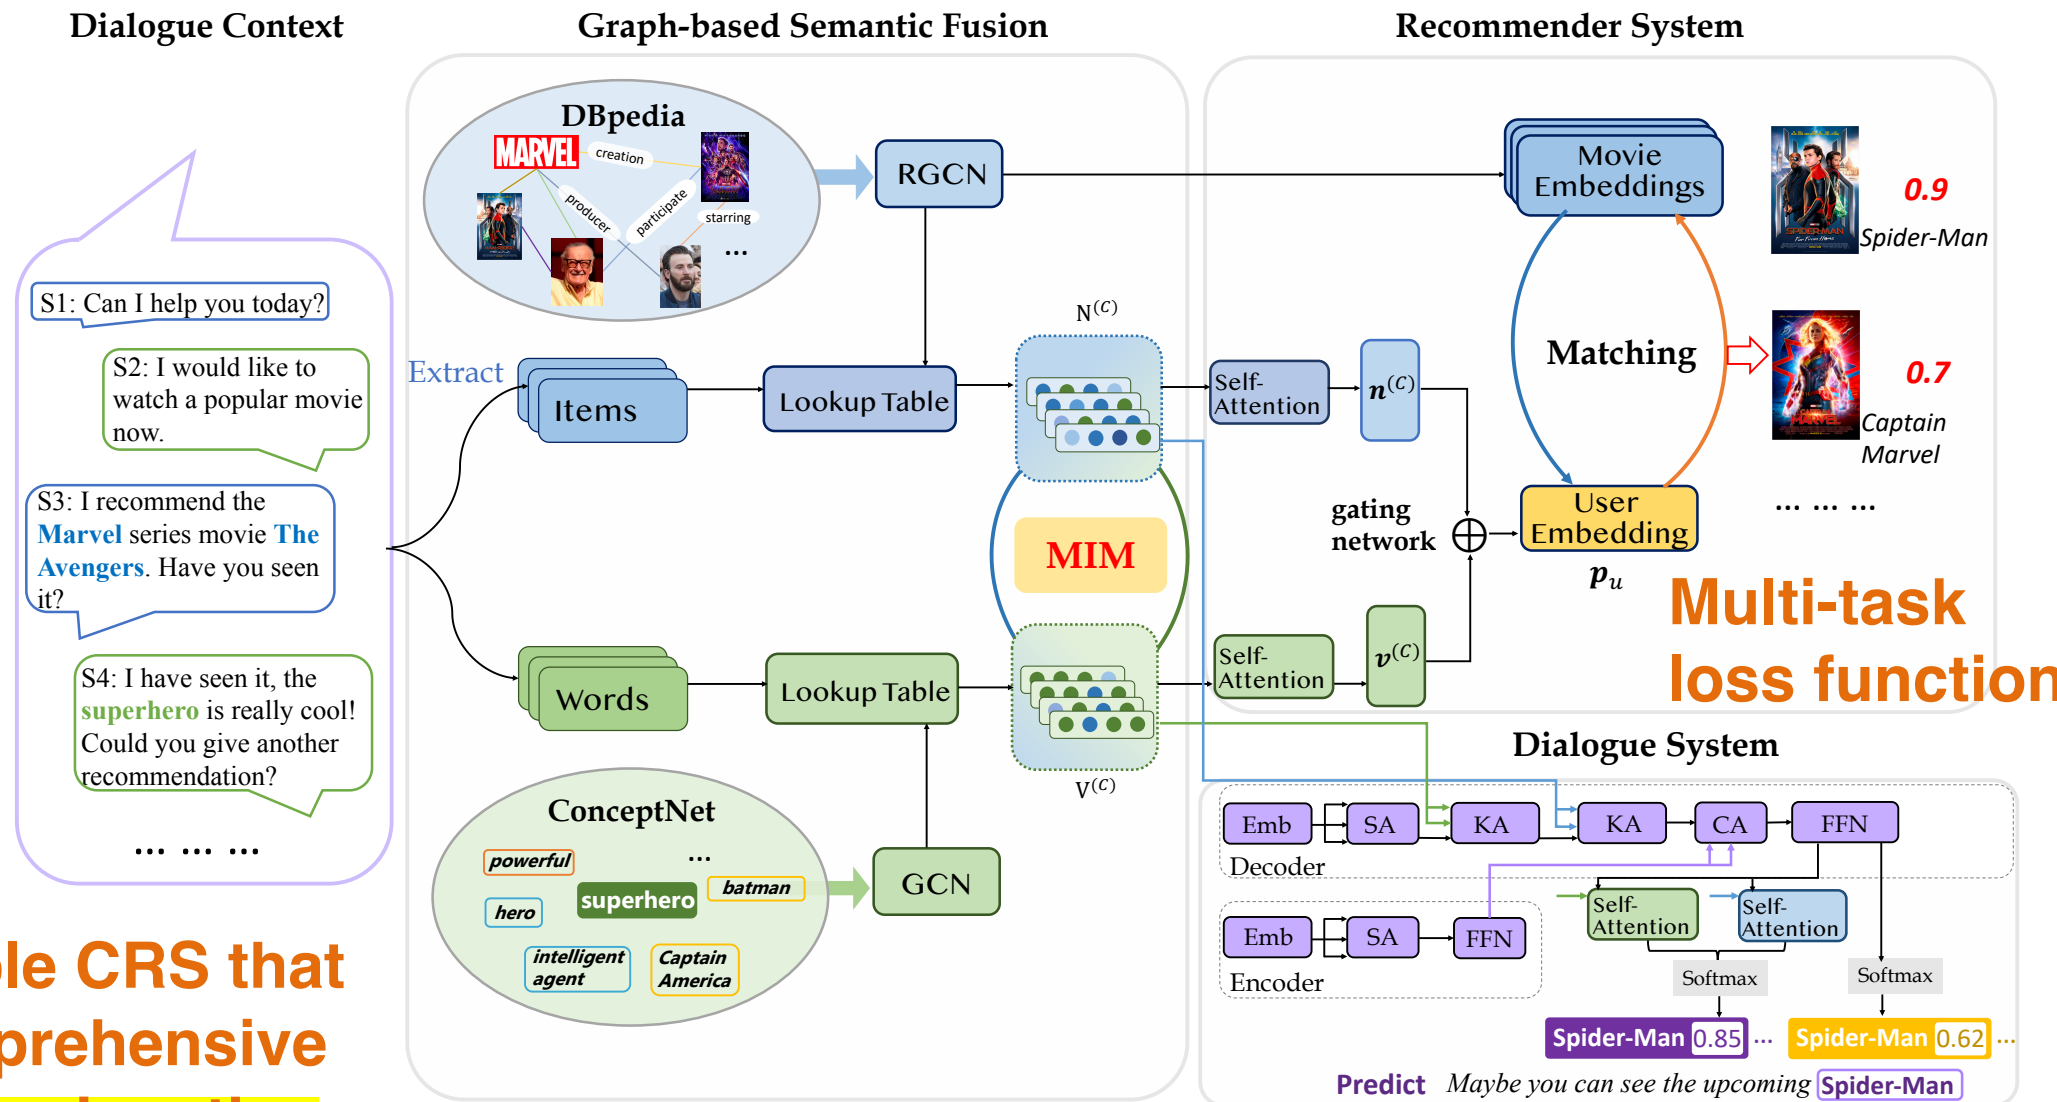 Dialogue Context
Graph-based Semantic Fusion
Recommender System
S1: Can I help you today?
S2: I would like to
watch a popular movie
now.
S3: I recommend the
Marvel series movie The
Avengers. Have you seen
it?
S4: I have seen it, the
superhero is really cool!
Could you give another
recommendation?
... ... ...
DBpedia
MARVEL
creation
producer
participate
starring
...
RGCN
Extract
Items
Lookup Table
N(C)
MIM
Words
Lookup Table
V(C)
ConceptNet
powerful
...
superhero
batman
hero
intelligent
agent
Captain
America
GCN
Movie
Embeddings
0.9
Spider-Man
Matching
0.7
Captain
Marvel
... ... ...
Self-
Attention
n(C)
gating
network
User
Embedding
pu
Self-
Attention
v(C)
Multi-task
loss function
Dialogue System
Emb
SA
KA
KA
CA
FFN
Decoder
Emb
SA
FFN
Encoder
Self-
Attention
Self-
Attention
Softmax
Softmax
Spider-Man 0.85 ...
Spider-Man 0.62 ...
Predict Maybe you can see the upcoming Spider-Man
le CRS that
prehensive